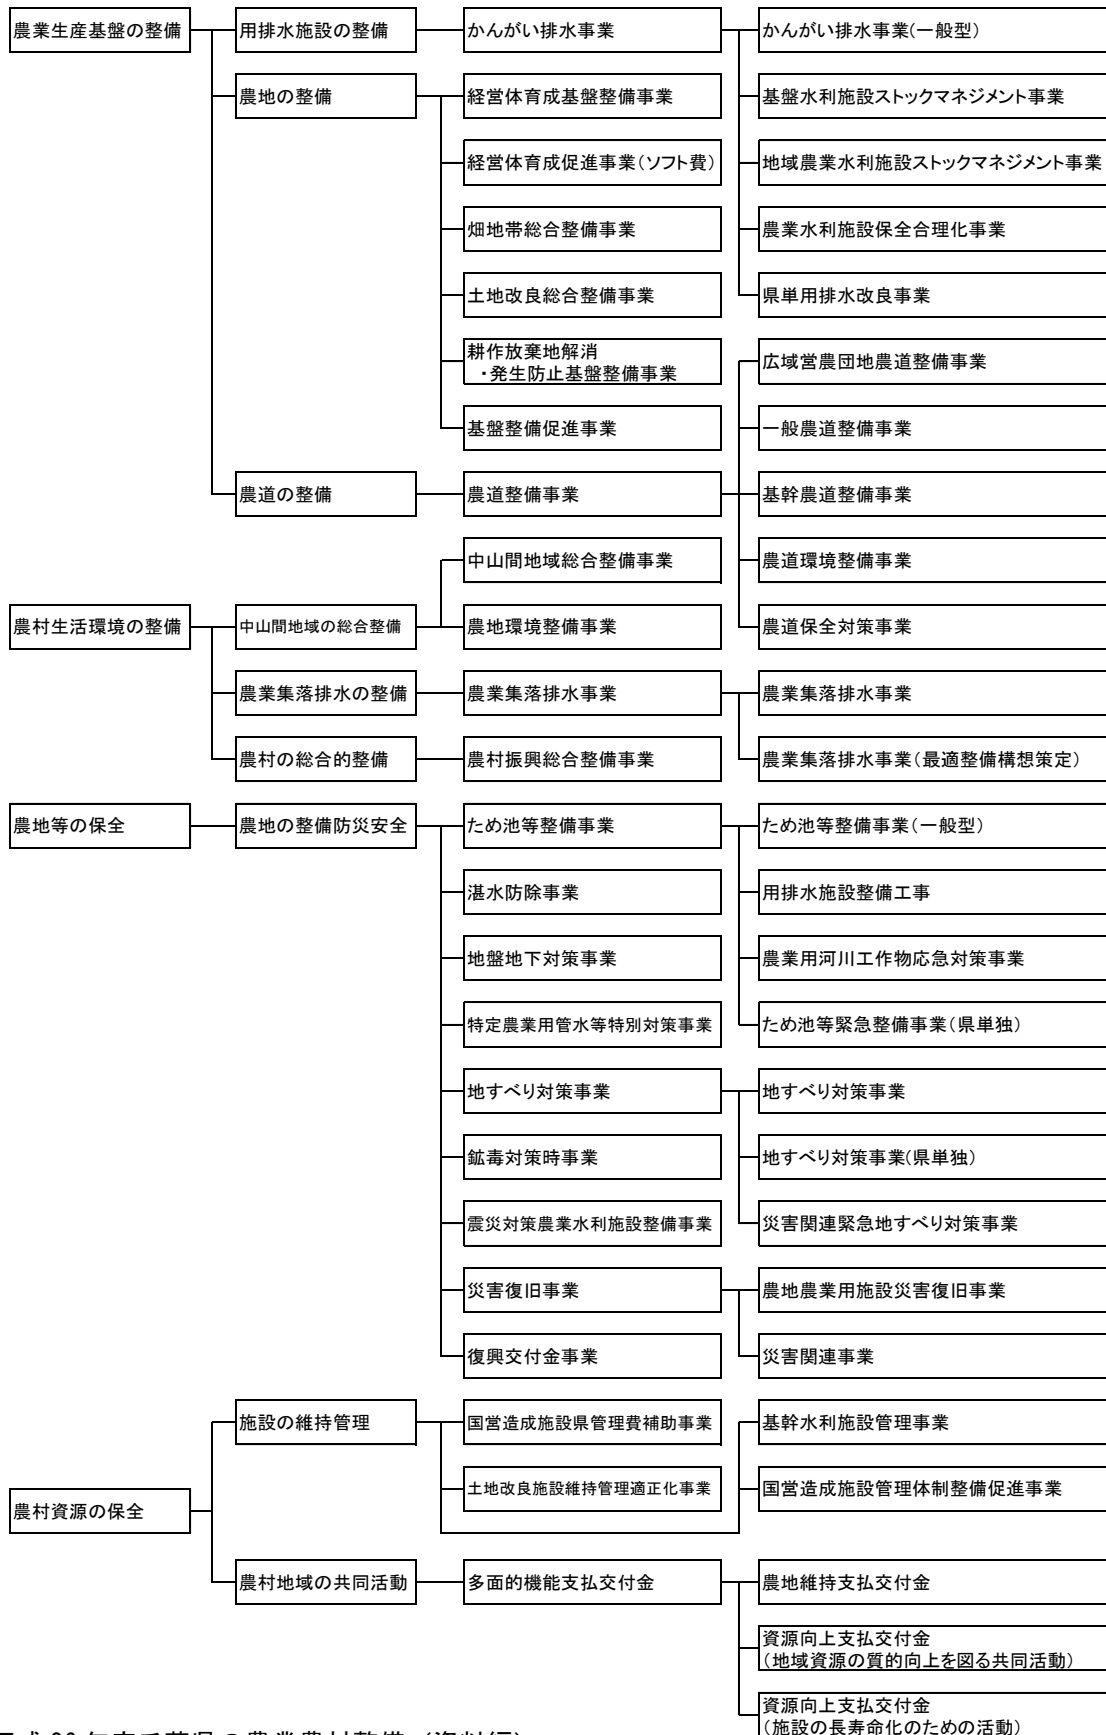 農業生産基盤の整備
用排水施設の整備
かんがい排水事業
かんがい排水事業(一般型)
農地の整備
経営体育成基盤整備事業
基盤水利施設ストックマネジメント事業
経営体育成促進事業(ソフト費)
地域農業水利施設ストックマネジメント事業
畑地帯総合整備事業
農業水利施設保全合理化事業
土地改良総合整備事業
県単用排水改良事業
耕作放棄地解消
・発生防止基盤整備事業
広域営農団地農道整備事業
基盤整備促進事業
一般農道整備事業
農道の整備
農道整備事業
基幹農道整備事業
中山間地域総合整備事業
農道環境整備事業
農村生活環境の整備
中山間地域の総合整備
農地環境整備事業
農道保全対策事業
農業集落排水の整備
農業集落排水事業
農業集落排水事業
農村の総合的整備
農村振興総合整備事業
農業集落排水事業(最適整備構想策定)
農地等の保全
農地の整備防災安全
ため池等整備事業
ため池等整備事業(一般型)
湛水防除事業
用排水施設整備工事
地盤地下対策事業
農業用河川工作物応急対策事業
特定農業用管水等特別対策事業
ため池等緊急整備事業(県単独)
地すべり対策事業
地すべり対策事業
鉱毒対策時事業
地すべり対策事業(県単独)
震災対策農業水利施設整備事業
災害関連緊急地すべり対策事業
災害復旧事業
農地農業用施設災害復旧事業
復興交付金事業
災害関連事業
施設の維持管理
国営造成施設県管理費補助事業
基幹水利施設管理事業
農村資源の保全
土地改良施設維持管理適正化事業
国営造成施設管理体制整備促進事業
農村地域の共同活動
多面的機能支払交付金
農地維持支払交付金
資源向上支払交付金
(地域資源の質的向上を図る共同活動)
資源向上支払交付金
(施設の長寿命化のための活動)